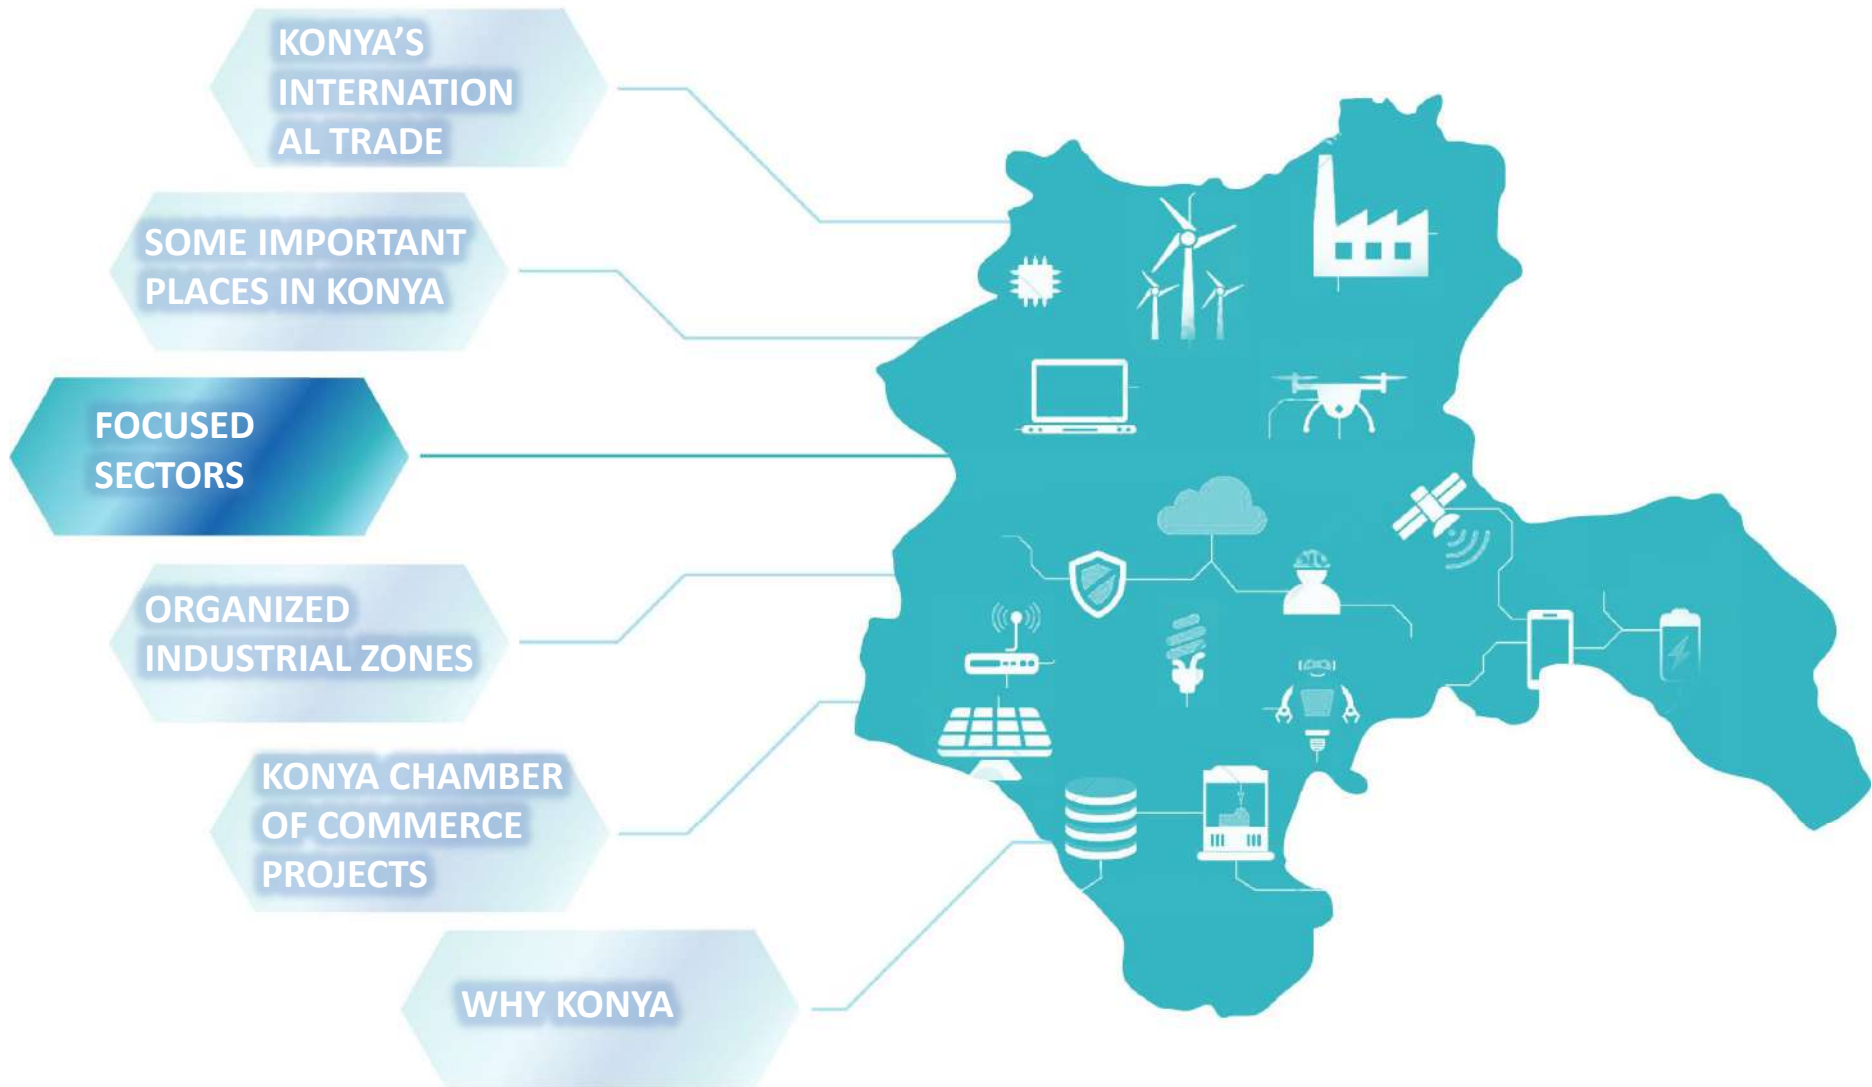 KONYA’S
INTERNATION
AL TRADE
SOME IMPORTANT
PLACES IN KONYA
FOCUSED
SECTORS
ORGANIZED
INDUSTRIAL ZONES
KONYA CHAMBER
OF COMMERCE
PROJECTS
WHY KONYA